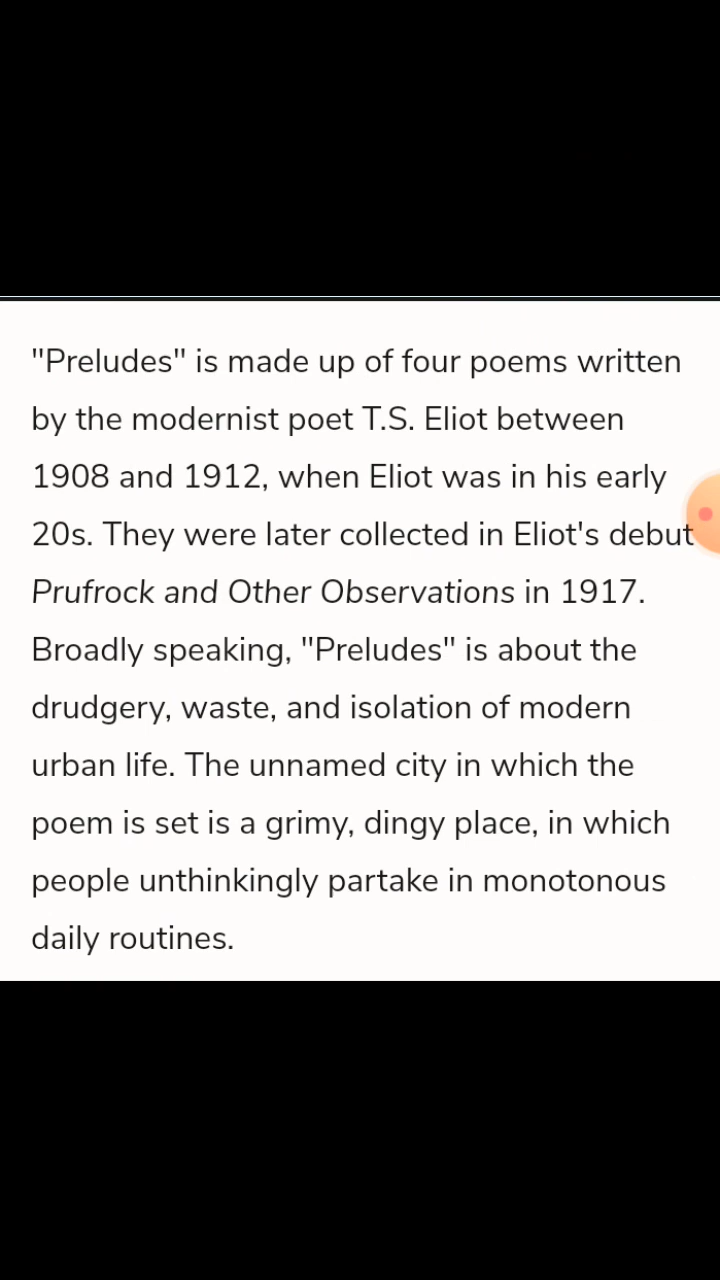 "Preludes" is made up of four poems written
by the modernist poet T.S. Eliot between
1908 and 1912, when Eliot was in his early
20s. They were later collected in Eliot's debut
Prufrock and Other Observations in 1917.
Broadly speaking, "Preludes" is about the
drudgery, waste, and isolation of modern
urban life. The unnamed city in which the
poem is set is a grimy, dingy place, in which
people unthinkingly partake in monotonous
daily routines.